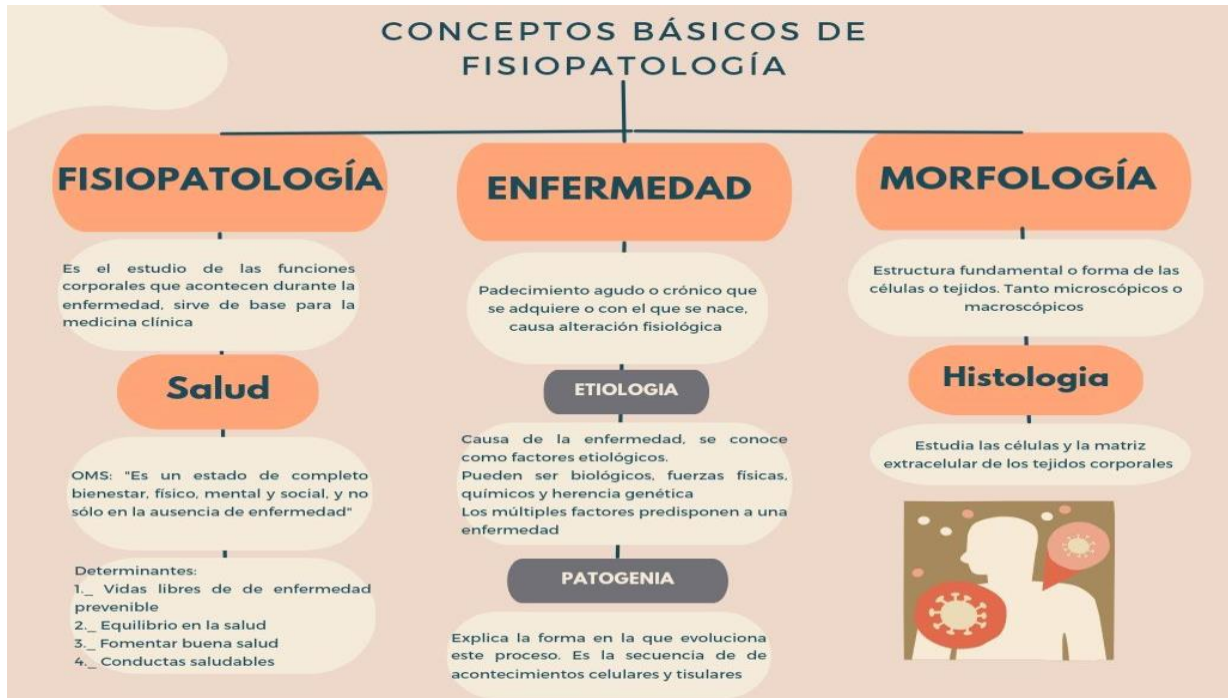 CONCEPTOS BÁSICOS DE
FISIOPATOLOGÍA
FISIOPATOLOGÍA
Es el estudio de las funciones
corporales que acontecen durante la
enfermedad, sirve de base para la
medicina clínica
Salud
OMS: "Es un estado de completo
bienestar, físico, mental y social, y no
sólo en la ausencia de enfermedad"
Determinantes:
1._ Vidas libres de de enfermedad
prevenible
2._ Equilibrio en la salud
3._ Fomentar buena salud
4._ Conductas saludables
ENFERMEDAD
Padecimiento agudo o crónico que
se adquiere o con el que se nace,
causa alteración fisiológica
ETIOLOGIA
Causa de la enfermedad, se conoce
como factores etiológicos.
Pueden ser biológicos, fuerzas físicas,
químicos y herencia genética
Los múltiples factores predisponen a una
enfermedad
PATOGENIA
Explica la forma en la que evoluciona
este proceso. Es la secuencia de de
acontecimientos celulares y tisulares
MORFOLOGÍA
Estructura fundamental o forma de las
células o tejidos. Tanto microscópicos o
macroscópicos
Histologia
Estudia las células y la matriz
extracelular de los tejidos corporales